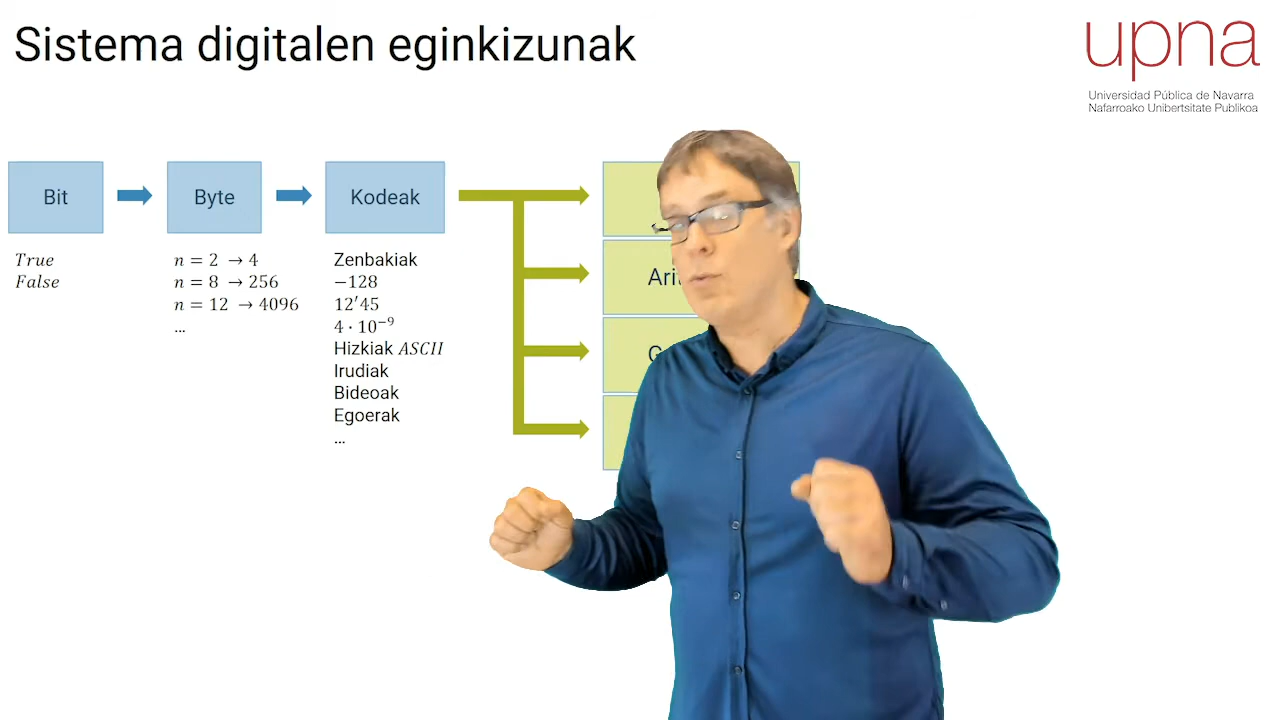 Sistema digitalen eginkizunak
upna
Universidad Pública de Navarra
Nafarroako Unibertsitate Publikoa
Bit
Byte
Kodeak
True
False
n = 2 → 4
n = 8 → 256
n = 12 → 4096
...
Zenbakiak
−128
12′45
4 · 10⁻⁹
Hizkiak ASCII
Irudiak
Bideoak
Egoerak
...